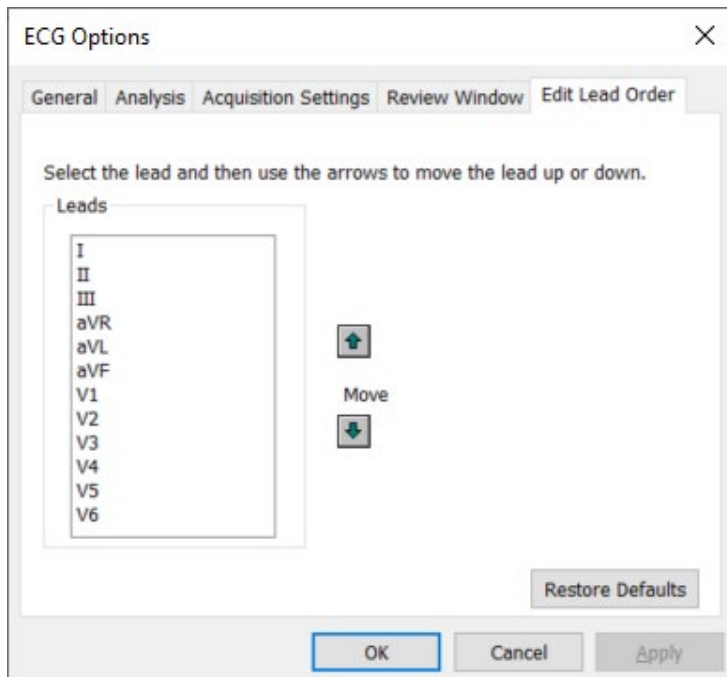 ECG Options
General Analysis Acquisition Settings Review Window Edit Lead Order
Select the lead and then use the arrows to move the lead up or down.
Leads
I
II
III
aVR
aVL
aVF
V1
V2
V3
V4
V5
V6
Move
Restore Defaults
OK Cancel Apply